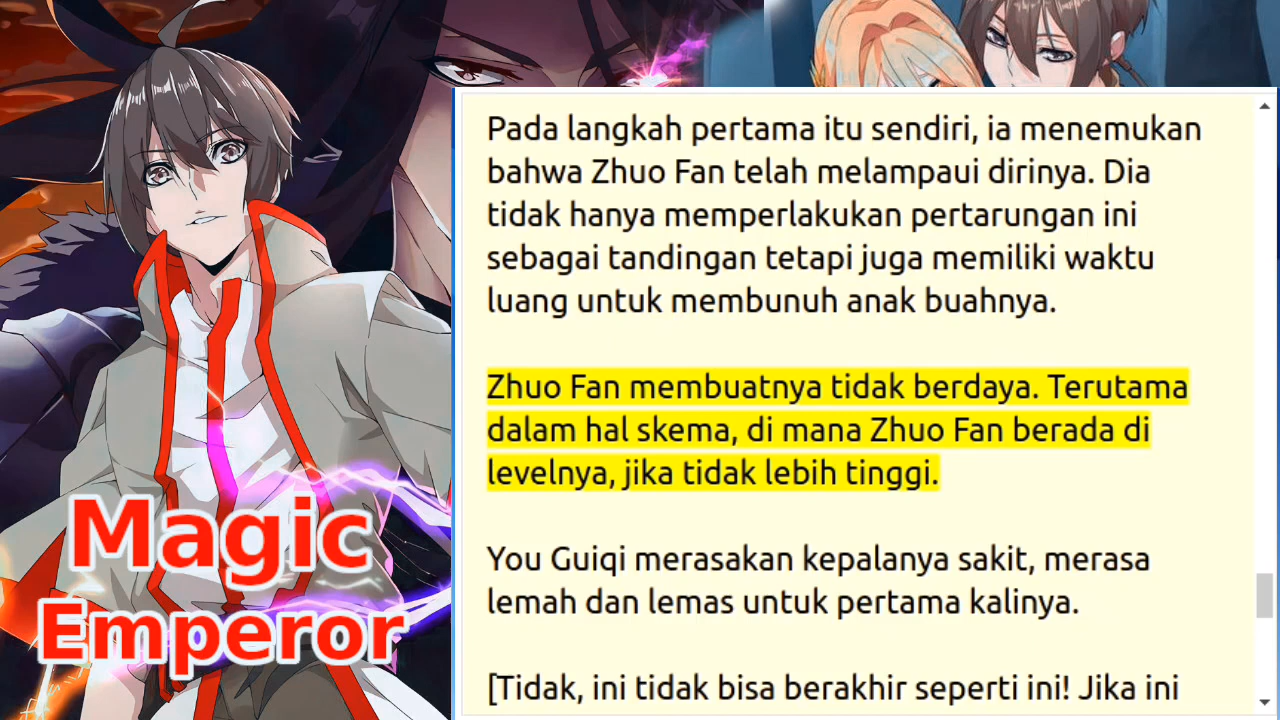 Magic
Emperor
Pada langkah pertama itu sendiri, ia menemukan
bahwa Zhuo Fan telah melampaui dirinya. Dia
tidak hanya memperlakukan pertarungan ini
sebagai tandingan tetapi juga memiliki waktu
luang untuk membunuh anak buahnya.
Zhuo Fan membuatnya tidak berdaya. Terutama
dalam hal skema, di mana Zhuo Fan berada di
levelnya, jika tidak lebih tinggi.
You Guiqi merasakan kepalanya sakit, merasa
lemah dan lemas untuk pertama kalinya.
[Tidak, ini tidak bisa berakhir seperti ini! Jika ini